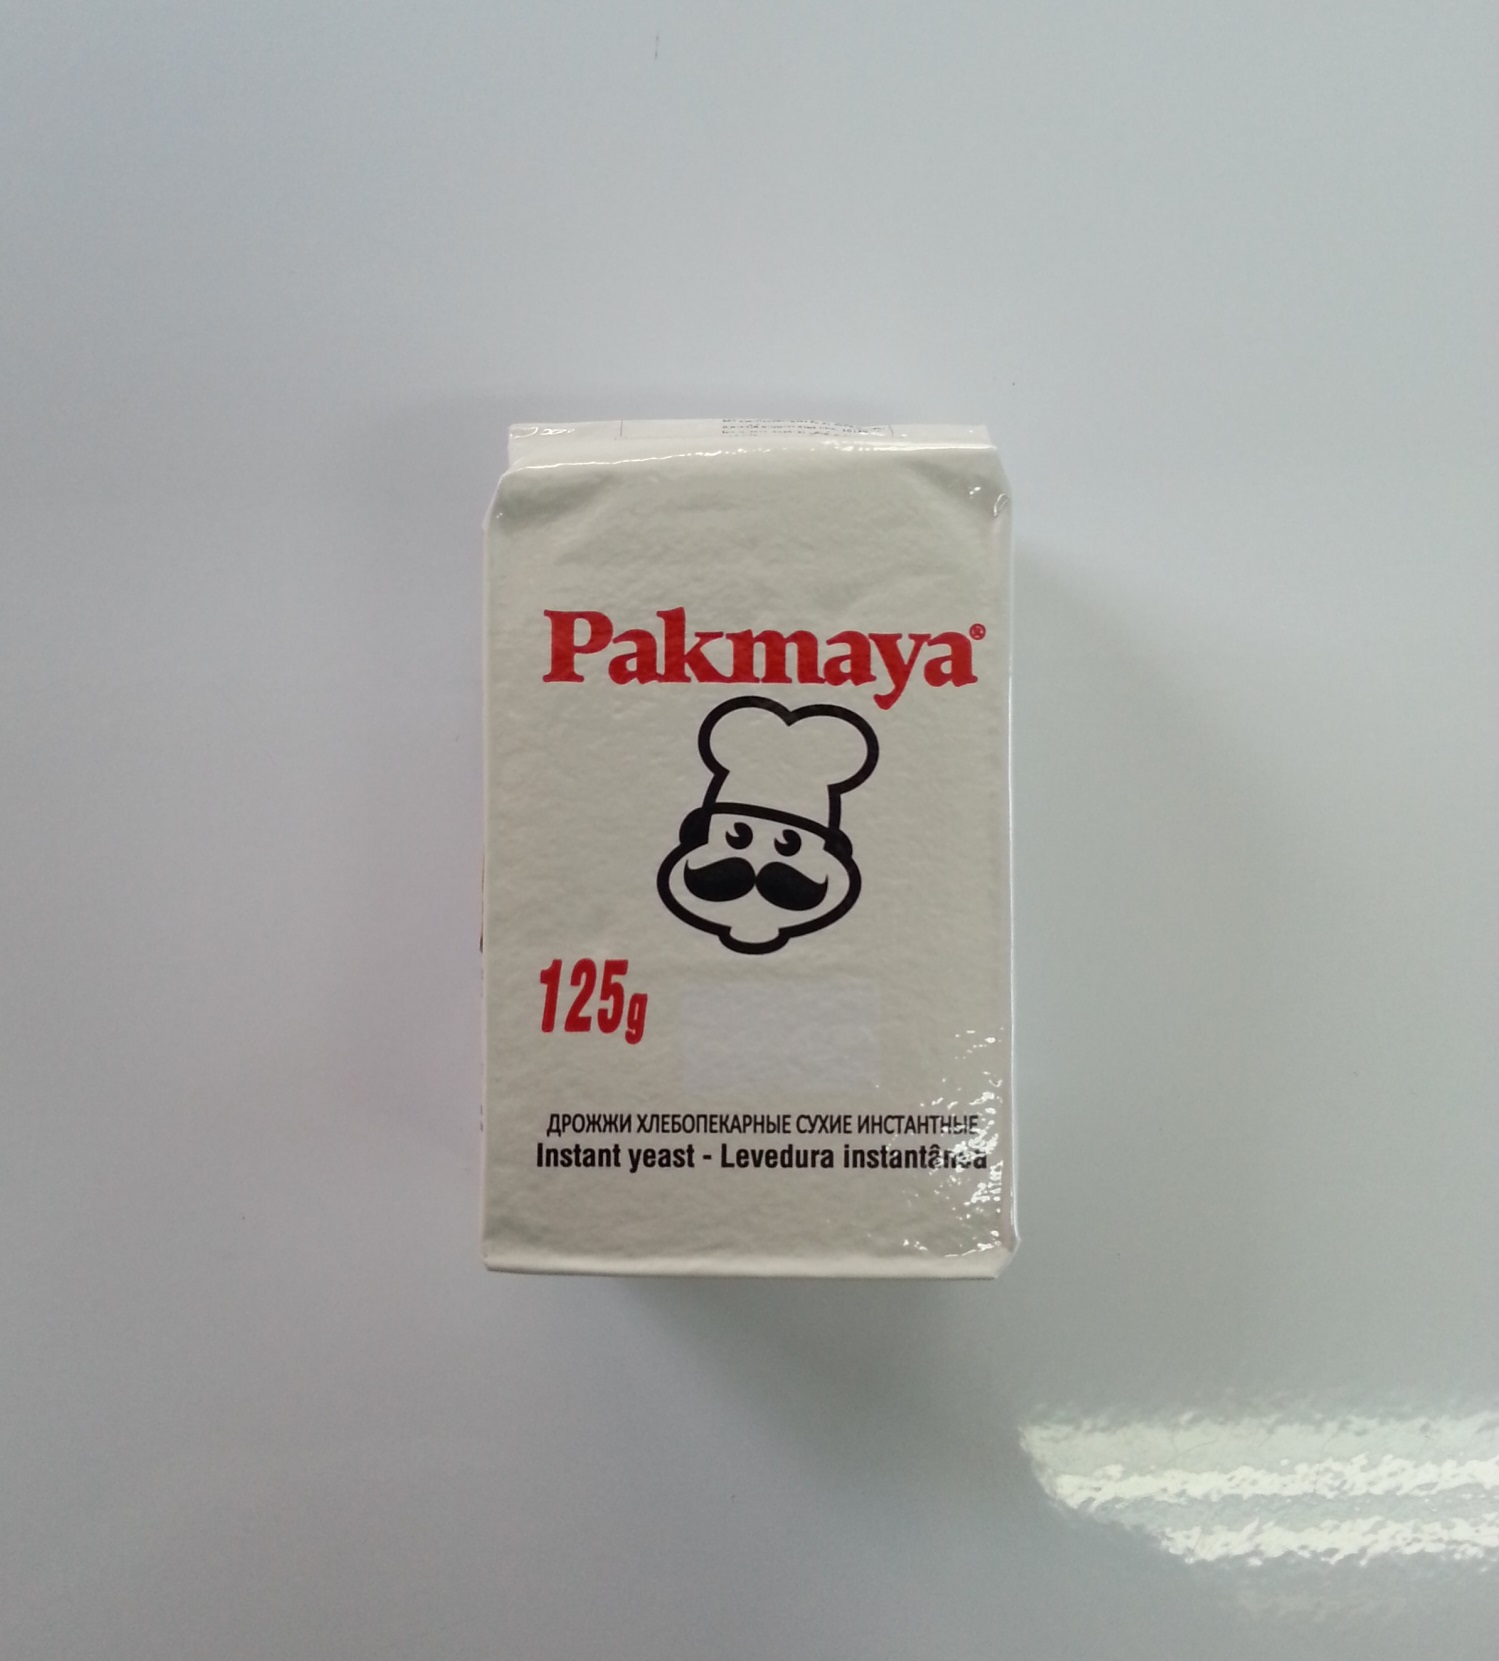 Pakmaya®
125g
ДРОЖЖИ ХЛЕБОПЕКАРНЫЕ СУХИЕ ИНСТАНТНЫЕ
Instant yeast - Levedura instantânea